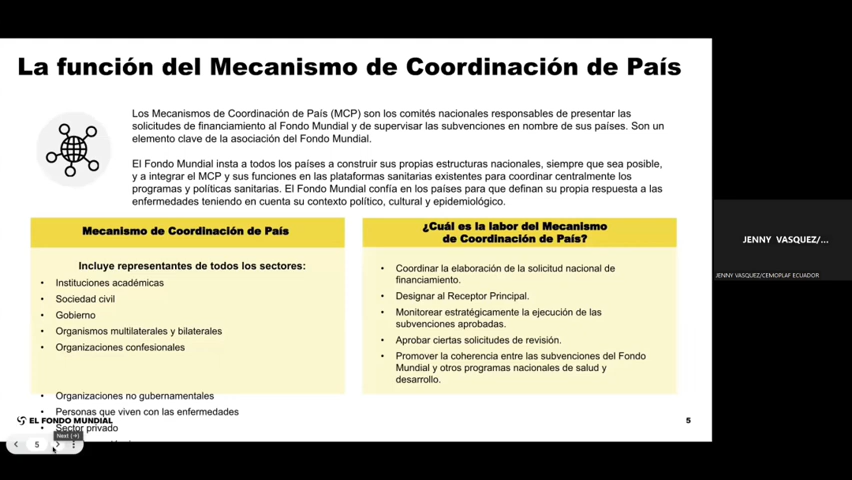 La función del Mecanismo de Coordinación de País
Los Mecanismos de Coordinación de País (MCP) son los comités nacionales responsables de presentar las
solicitudes de financiamiento al Fondo Mundial y de supervisar las subvenciones en nombre de sus países. Son un
elemento clave de la asociación del Fondo Mundial.
El Fondo Mundial insta a todos los países a construir sus propias estructuras nacionales, siempre que sea posible,
y a integrar el MCP y sus funciones en las plataformas sanitarias existentes para coordinar centralmente los
programas y políticas sanitarias. El Fondo Mundial confía en los países para que definan su propia respuesta a las
enfermedades teniendo en cuenta su contexto político, cultural y epidemiológico.
Mecanismo de Coordinación de País
Incluye representantes de todos los sectores:
• Instituciones académicas
• Sociedad civil
• Gobierno
• Organismos multilaterales y bilaterales
• Organizaciones confesionales
• Organizaciones no gubernamentales
• Personas que viven con las enfermedades
• Sector privado
¿Cuál es la labor del Mecanismo
de Coordinación de País?
• Coordinar la elaboración de la solicitud nacional de
financiamiento.
• Designar al Receptor Principal.
• Monitorear estratégicamente la ejecución de las
subvenciones aprobadas.
• Aprobar ciertas solicitudes de revisión.
• Promover la coherencia entre las subvenciones del Fondo
Mundial y otros programas nacionales de salud y
desarrollo.
EL FONDO MUNDIAL
5
Next (→)
5
JENNY VASQUEZ/...
JENNY VASQUEZ/CEMOPLAF ECUADOR